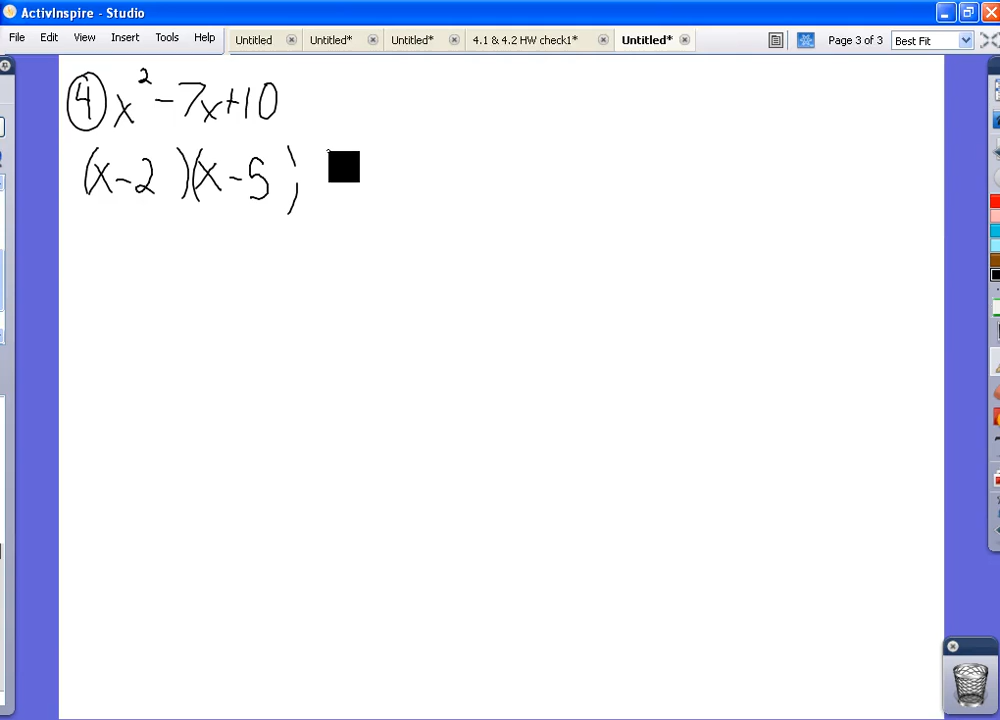 ActivInspire - Studio
File Edit View Insert Tools Help Untitled Untitled* Untitled* 4.1 & 4.2 HW check1* Untitled* Page 3 of 3 Best Fit
④ x² - 7x + 10
(x - 2 )(x - 5 )